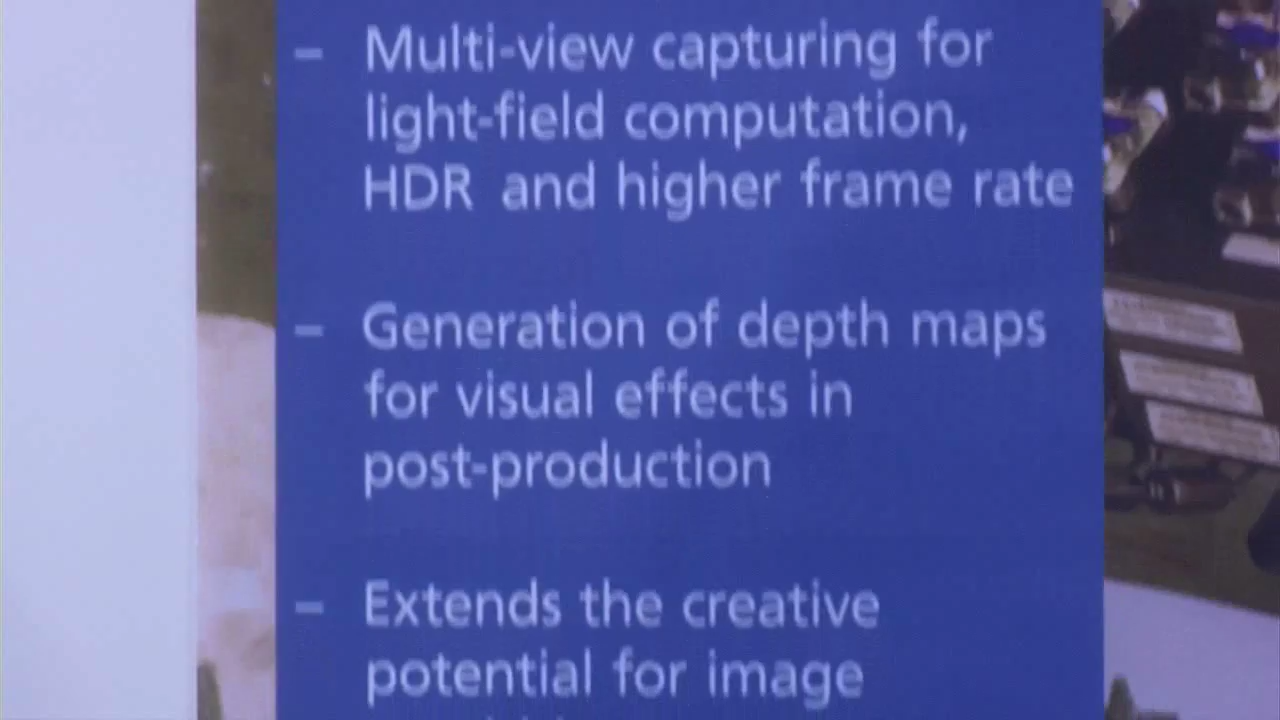 – Multi-view capturing for
light-field computation,
HDR and higher frame rate
– Generation of depth maps
for visual effects in
post-production
– Extends the creative
potential for image